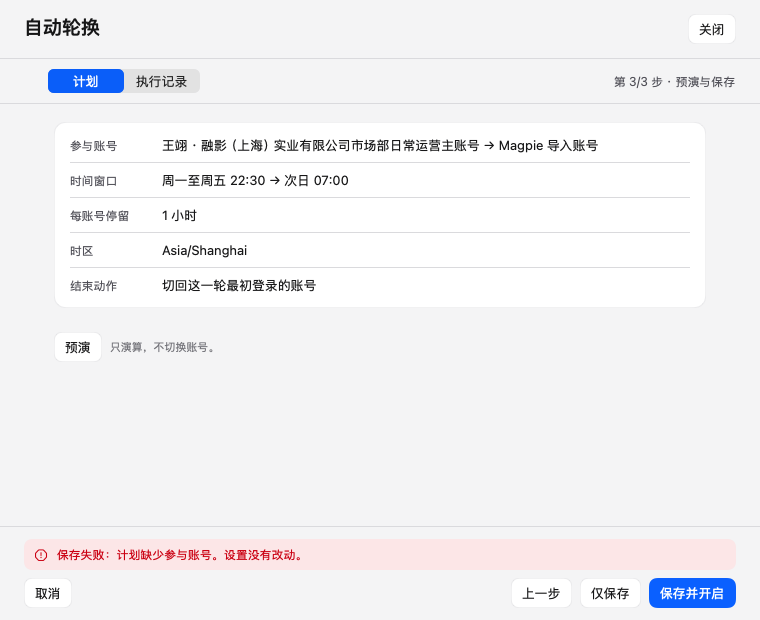 自动轮换
关闭
计划
执行记录
第 3/3 步 · 预演与保存
参与账号
王翊 · 融影（上海）实业有限公司市场部日常运营主账号 → Magpie 导入账号
时间窗口
周一至周五 22:30 → 次日 07:00
每账号停留
1 小时
时区
Asia/Shanghai
结束动作
切回这一轮最初登录的账号
预演
只演算，不切换账号。
保存失败：计划缺少参与账号。设置没有改动。
取消
上一步
仅保存
保存并开启